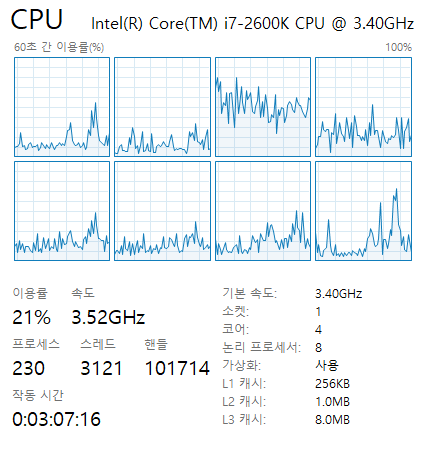 CPU Intel(R) Core(TM) i7-2600K CPU @ 3.40GHz
60초 간 이용률(%) 100%
이용률 속도
21% 3.52GHz
프로세스 스레드 핸들
230 3121 101714
작동 시간
0:03:07:16
기본 속도: 3.40GHz
소켓: 1
코어: 4
논리 프로세서: 8
가상화: 사용
L1 캐시: 256KB
L2 캐시: 1.0MB
L3 캐시: 8.0MB